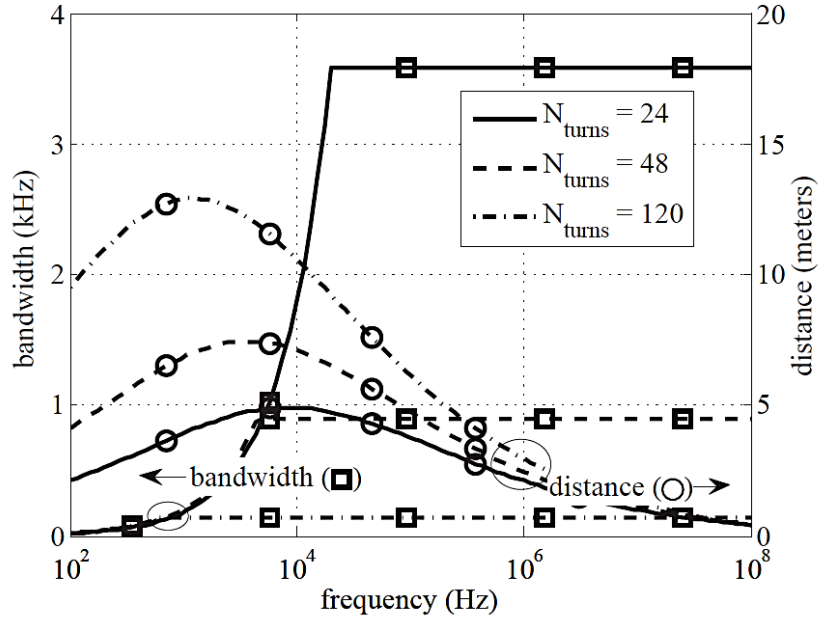 4
3
2
1
0
bandwidth (kHz)
20
15
10
5
0
distance (meters)
N_turns = 24
N_turns = 48
N_turns = 120
bandwidth ( )
distance ( )
10^2
10^4
10^6
10^8
frequency (Hz)